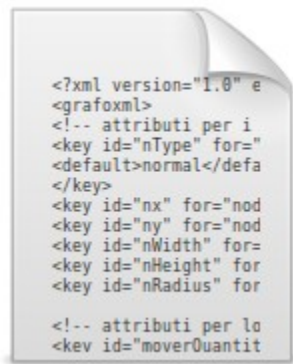 <?xml version="1.0" e
<grafoxml>
<!-- attributi per i
<key id="nType" for="
<default>normal</defa
</key>
<key id="nx" for="nod
<key id="ny" for="nod
<key id="nWidth" for=
<key id="nHeight" for
<key id="nRadius" for
<!-- attributi per lo
<key id="moverQuantit